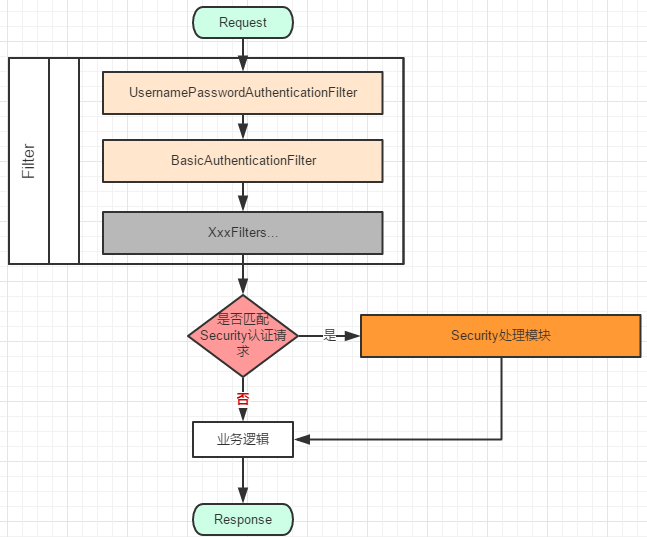 Request
Filter
UsernamePasswordAuthenticationFilter
BasicAuthenticationFilter
XxxFilters...
是否匹配
Security认证请
求
是
Security处理模块
否
业务逻辑
Response